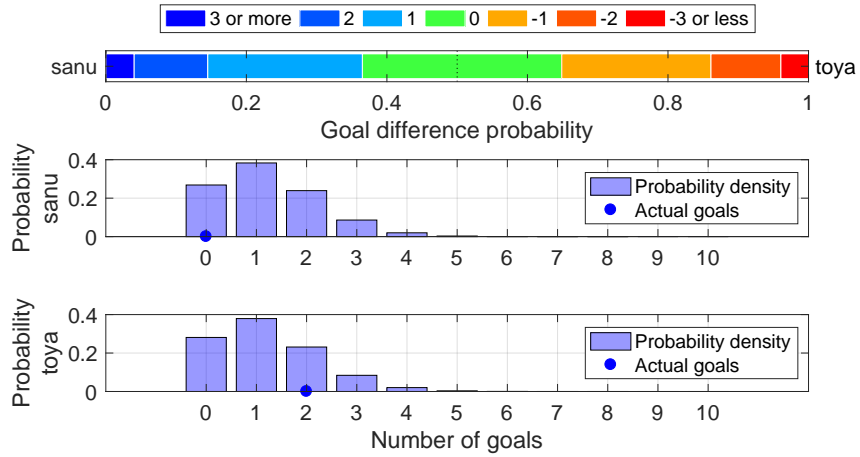 3 or more 2 1 0 -1 -2 -3 or less
sanu toya
0 0.2 0.4 0.6 0.8 1
Goal difference probability
Probability
sanu
0.4
0.2
0
Probability density
Actual goals
0 1 2 3 4 5 6 7 8 9 10
Probability
toya
0.4
0.2
0
Probability density
Actual goals
0 1 2 3 4 5 6 7 8 9 10
Number of goals